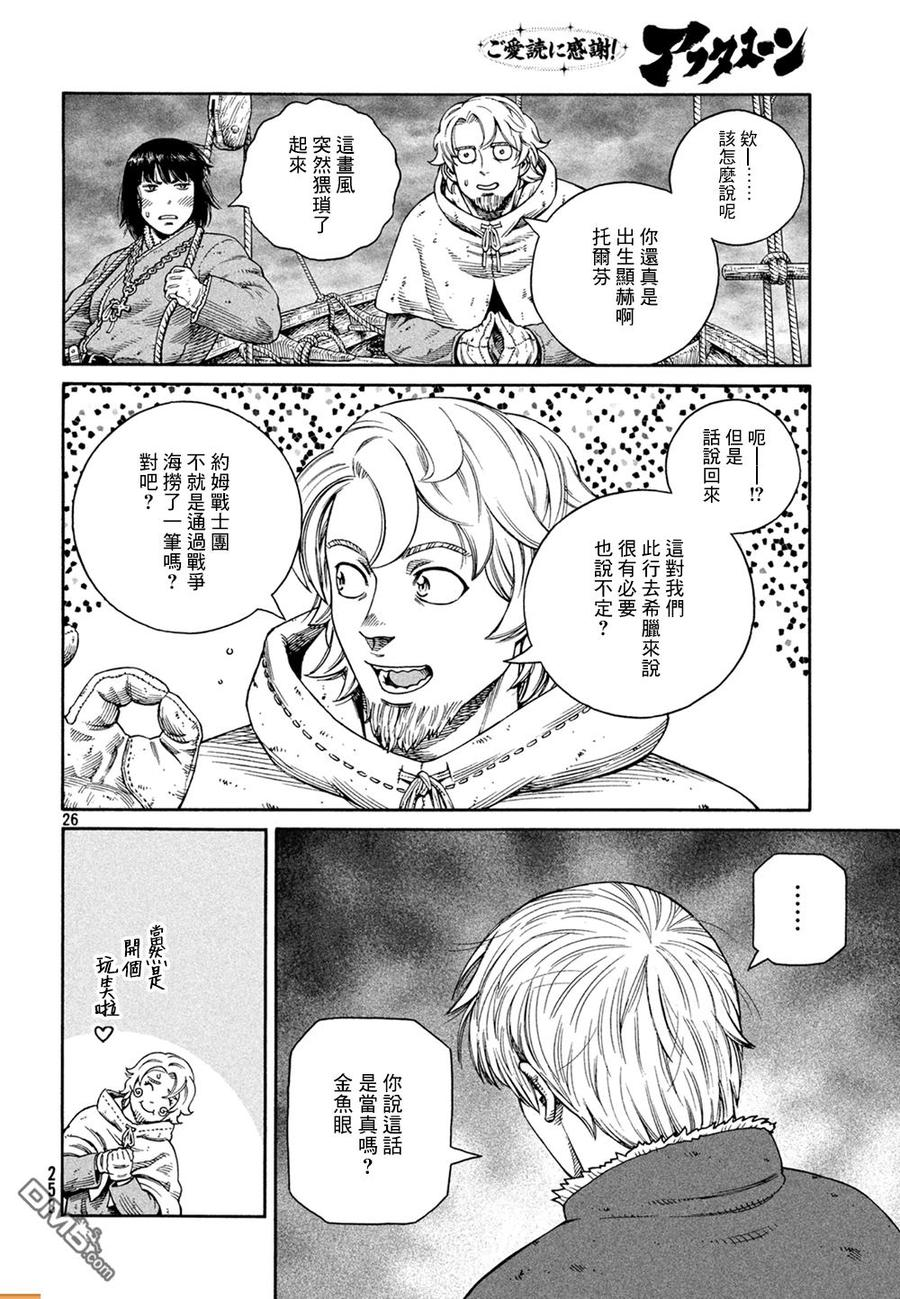 ご愛読に感謝!
アフタヌーン
欸——……
該怎麼說呢
你還真是
出生顯赫啊
托爾芬
這畫風
突然猥瑣了
起來
呃——!?
但是
話說回來
這對我們
此行去希臘來說
很有必要
也說不定?
約姆戰士團
不就是通過戰爭
海撈了一筆嗎?
對吧?
26
……
你說這話
是當真嗎?
金魚眼
當然是
開個
玩笑啦
♡
DM5.com